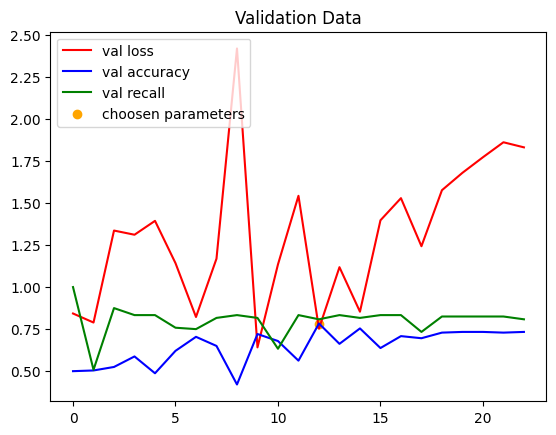 Validation Data
2.50
2.25
2.00
1.75
1.50
1.25
1.00
0.75
0.50
val loss
val accuracy
val recall
choosen parameters
0
5
10
15
20